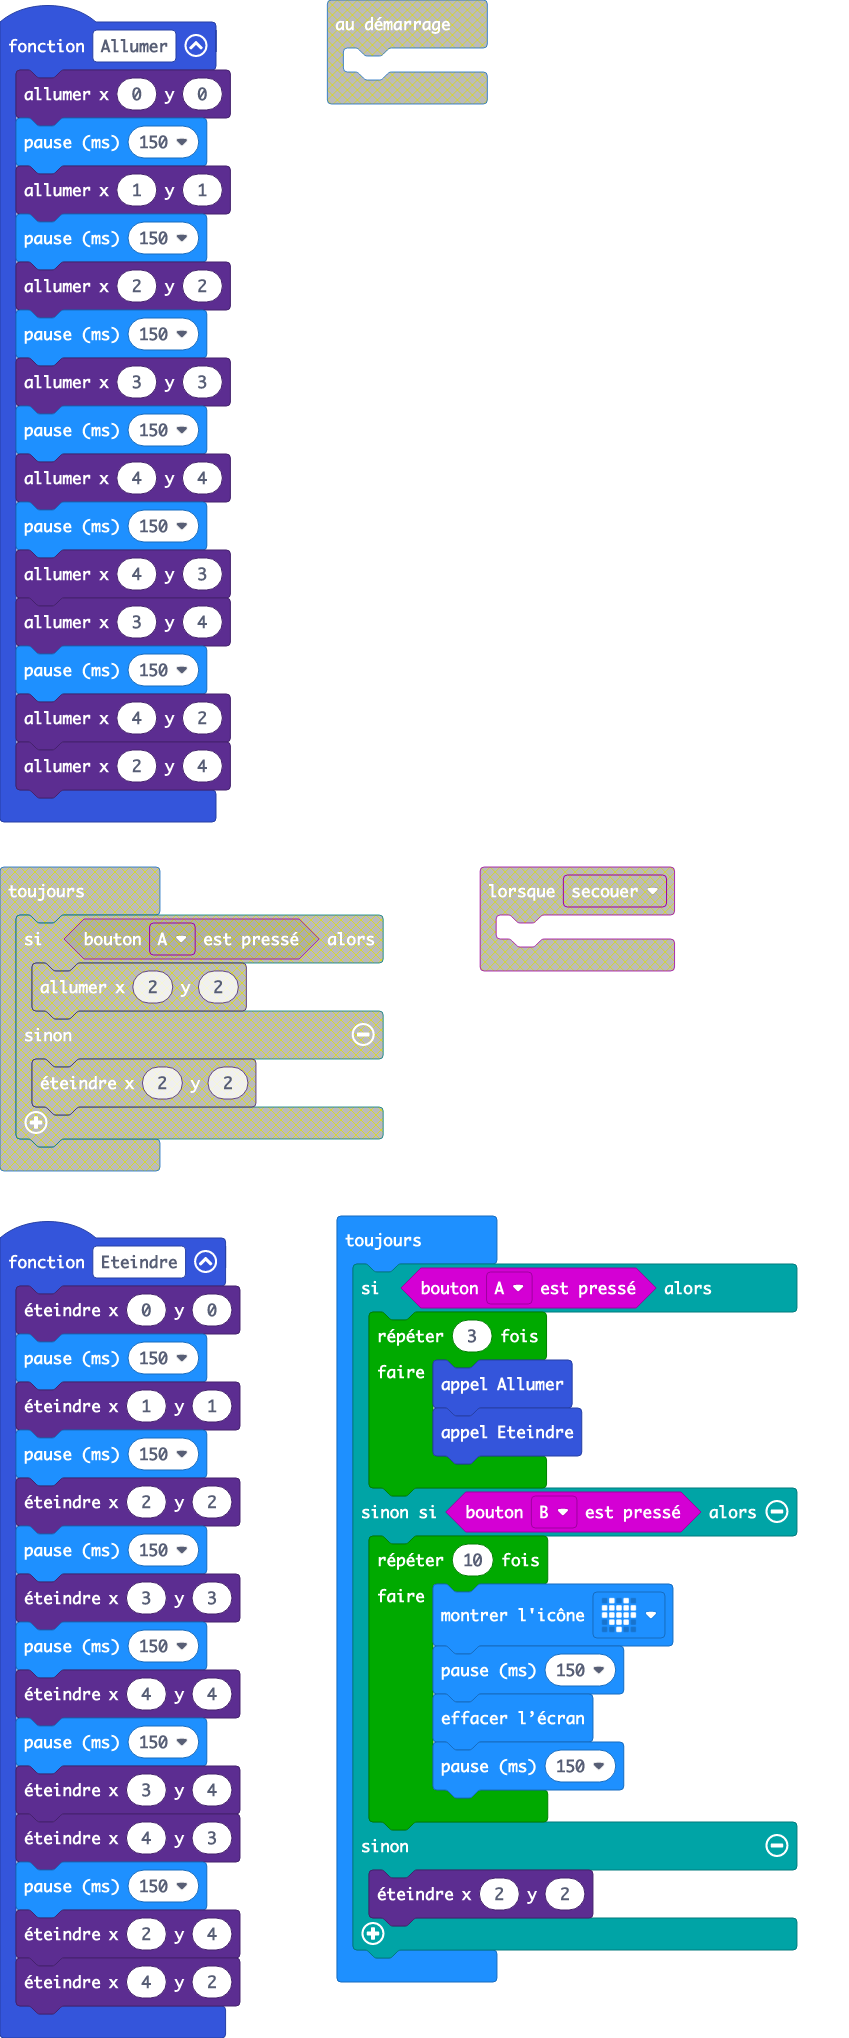 fonction Allumer
allumer x 0 y 0
pause (ms) 150
allumer x 1 y 1
pause (ms) 150
allumer x 2 y 2
pause (ms) 150
allumer x 3 y 3
pause (ms) 150
allumer x 4 y 4
pause (ms) 150
allumer x 4 y 3
allumer x 3 y 4
pause (ms) 150
allumer x 4 y 2
allumer x 2 y 4
au démarrage
toujours
si bouton A est pressé alors
allumer x 2 y 2
sinon
éteindre x 2 y 2
lorsque secouer
fonction Eteindre
éteindre x 0 y 0
pause (ms) 150
éteindre x 1 y 1
pause (ms) 150
éteindre x 2 y 2
pause (ms) 150
éteindre x 3 y 3
pause (ms) 150
éteindre x 4 y 4
pause (ms) 150
éteindre x 3 y 4
éteindre x 4 y 3
pause (ms) 150
éteindre x 2 y 4
éteindre x 4 y 2
toujours
si bouton A est pressé alors
répéter 3 fois
faire appel Allumer
appel Eteindre
sinon si bouton B est pressé alors
répéter 10 fois
faire montrer l'icône
pause (ms) 150
effacer l’écran
pause (ms) 150
sinon
éteindre x 2 y 2